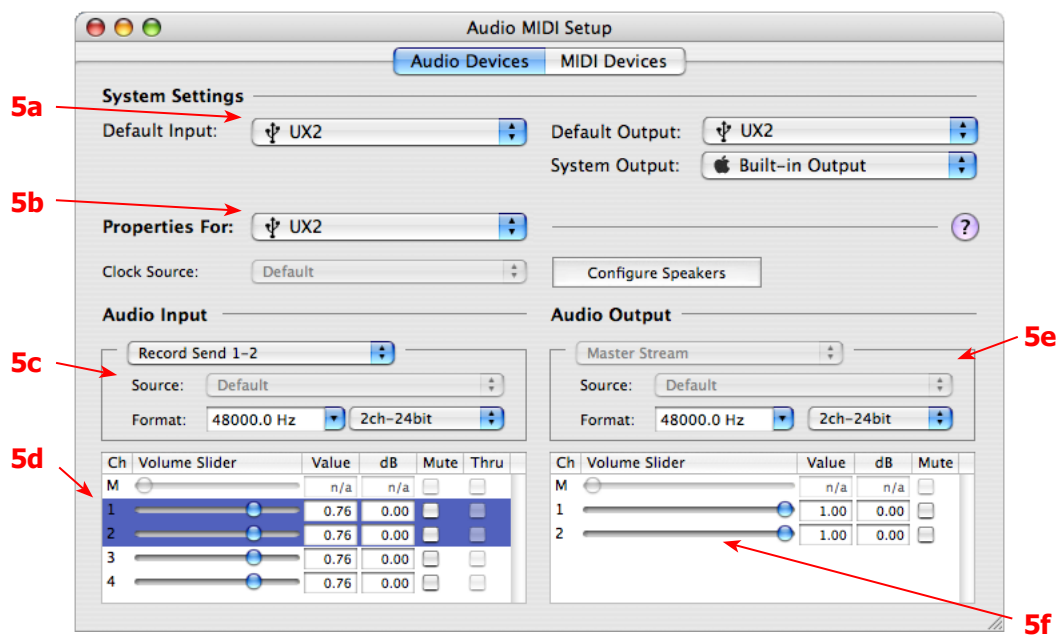 Audio MIDI Setup
Audio Devices MIDI Devices
System Settings
5a
Default Input: UX2 Default Output: UX2
System Output: Built-in Output
5b
Properties For: UX2 ?
Clock Source: Default Configure Speakers
Audio Input Audio Output
5e
Record Send 1-2 Master Stream
5c
Source: Default Source: Default
Format: 48000.0 Hz 2ch-24bit Format: 48000.0 Hz 2ch-24bit
5d
Ch Volume Slider Value dB Mute Thru Ch Volume Slider Value dB Mute
M n/a n/a M n/a n/a
1 0.76 0.00 1 1.00 0.00
2 0.76 0.00 2 1.00 0.00
3 0.76 0.00
4 0.76 0.00
5f